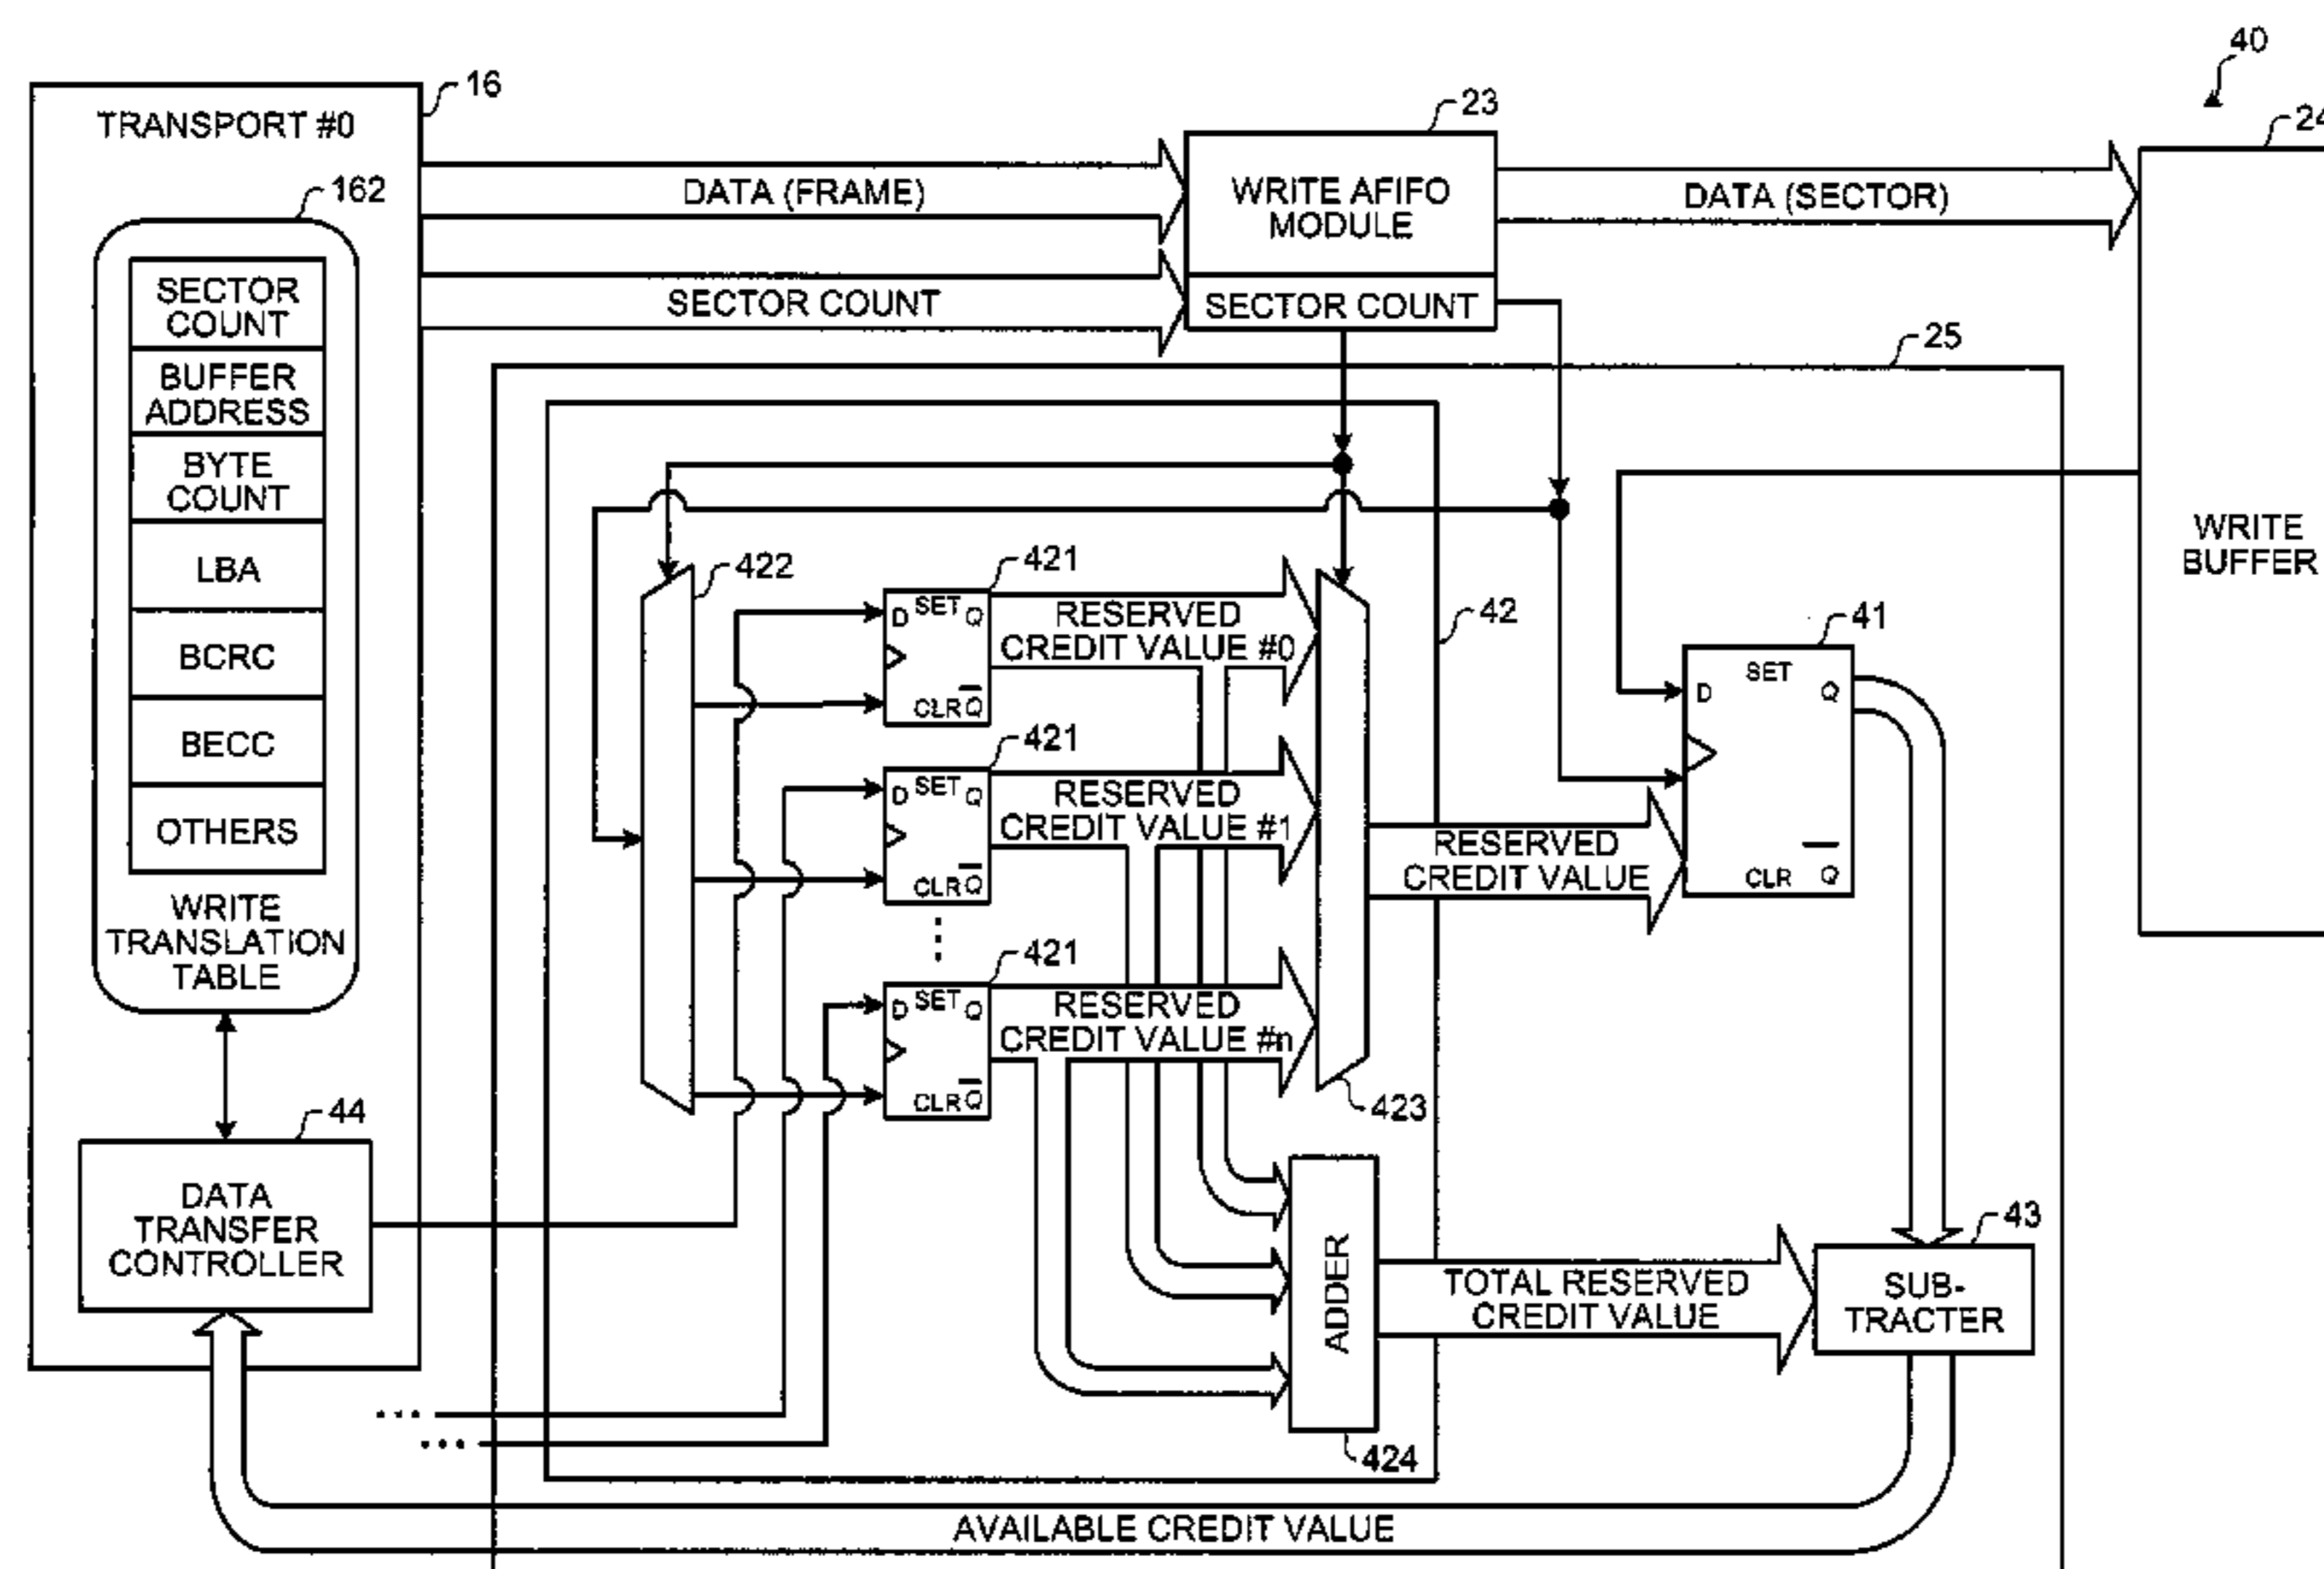 40
16
TRANSPORT #0
23
24
162
DATA (FRAME)
WRITE AFIFO
MODULE
DATA (SECTOR)
SECTOR COUNT
SECTOR COUNT
SECTOR
COUNT
BUFFER
ADDRESS
BYTE
COUNT
LBA
BCRC
BECC
OTHERS
WRITE
TRANSLATION
TABLE
44
DATA
TRANSFER
CONTROLLER
25
WRITE
BUFFER
422
421
D SET Q
CLR Q
RESERVED
CREDIT VALUE #0
42
421
D SET Q
CLR Q
RESERVED
CREDIT VALUE #1
421
D SET Q
CLR Q
RESERVED
CREDIT VALUE #n
423
RESERVED
CREDIT VALUE
41
SET
D Q
CLR Q
ADDER
424
TOTAL RESERVED
CREDIT VALUE
43
SUB-
TRACTER
AVAILABLE CREDIT VALUE